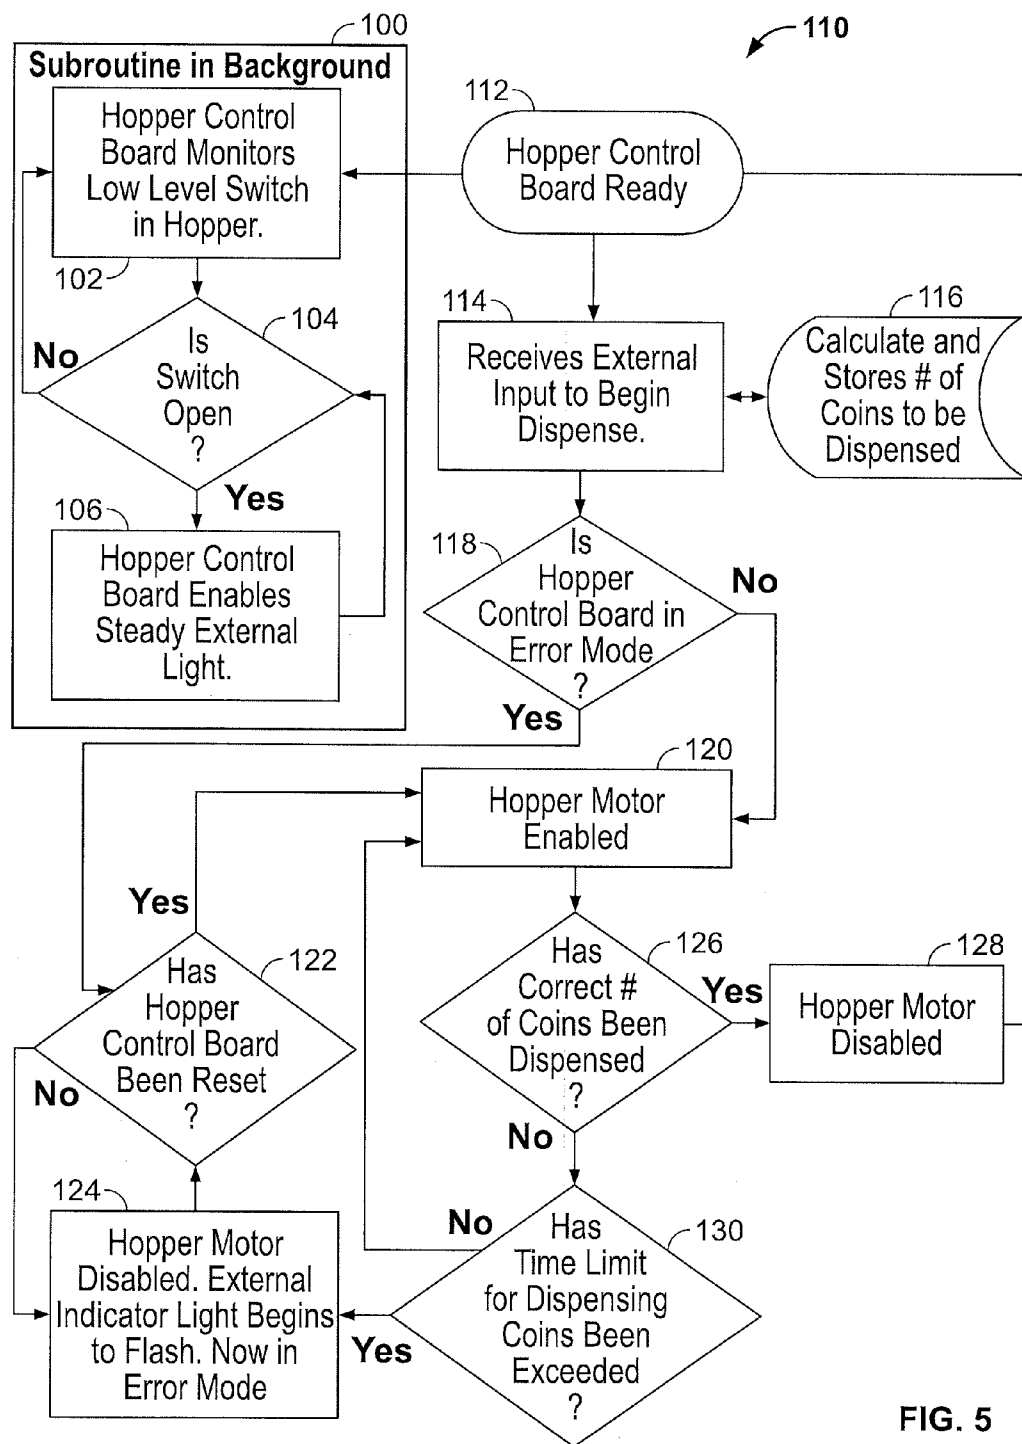 100
110
Subroutine in Background
Hopper Control
Board Monitors
Low Level Switch
in Hopper.
102
112
Hopper Control
Board Ready
104
Is
Switch
Open
?
No
Yes
106
Hopper Control
Board Enables
Steady External
Light.
114
Receives External
Input to Begin
Dispense.
116
Calculate and
Stores # of
Coins to be
Dispensed
118
Is
Hopper
Control Board in
Error Mode
?
No
Yes
120
Hopper Motor
Enabled
Yes
122
Has
Hopper
Control Board
Been Reset
?
No
126
Has
Correct #
of Coins Been
Dispensed
?
Yes
No
128
Hopper Motor
Disabled
124
Hopper Motor
Disabled. External
Indicator Light Begins
to Flash. Now in
Error Mode
130
Has
Time Limit
for Dispensing
Coins Been
Exceeded
?
No
Yes
FIG. 5